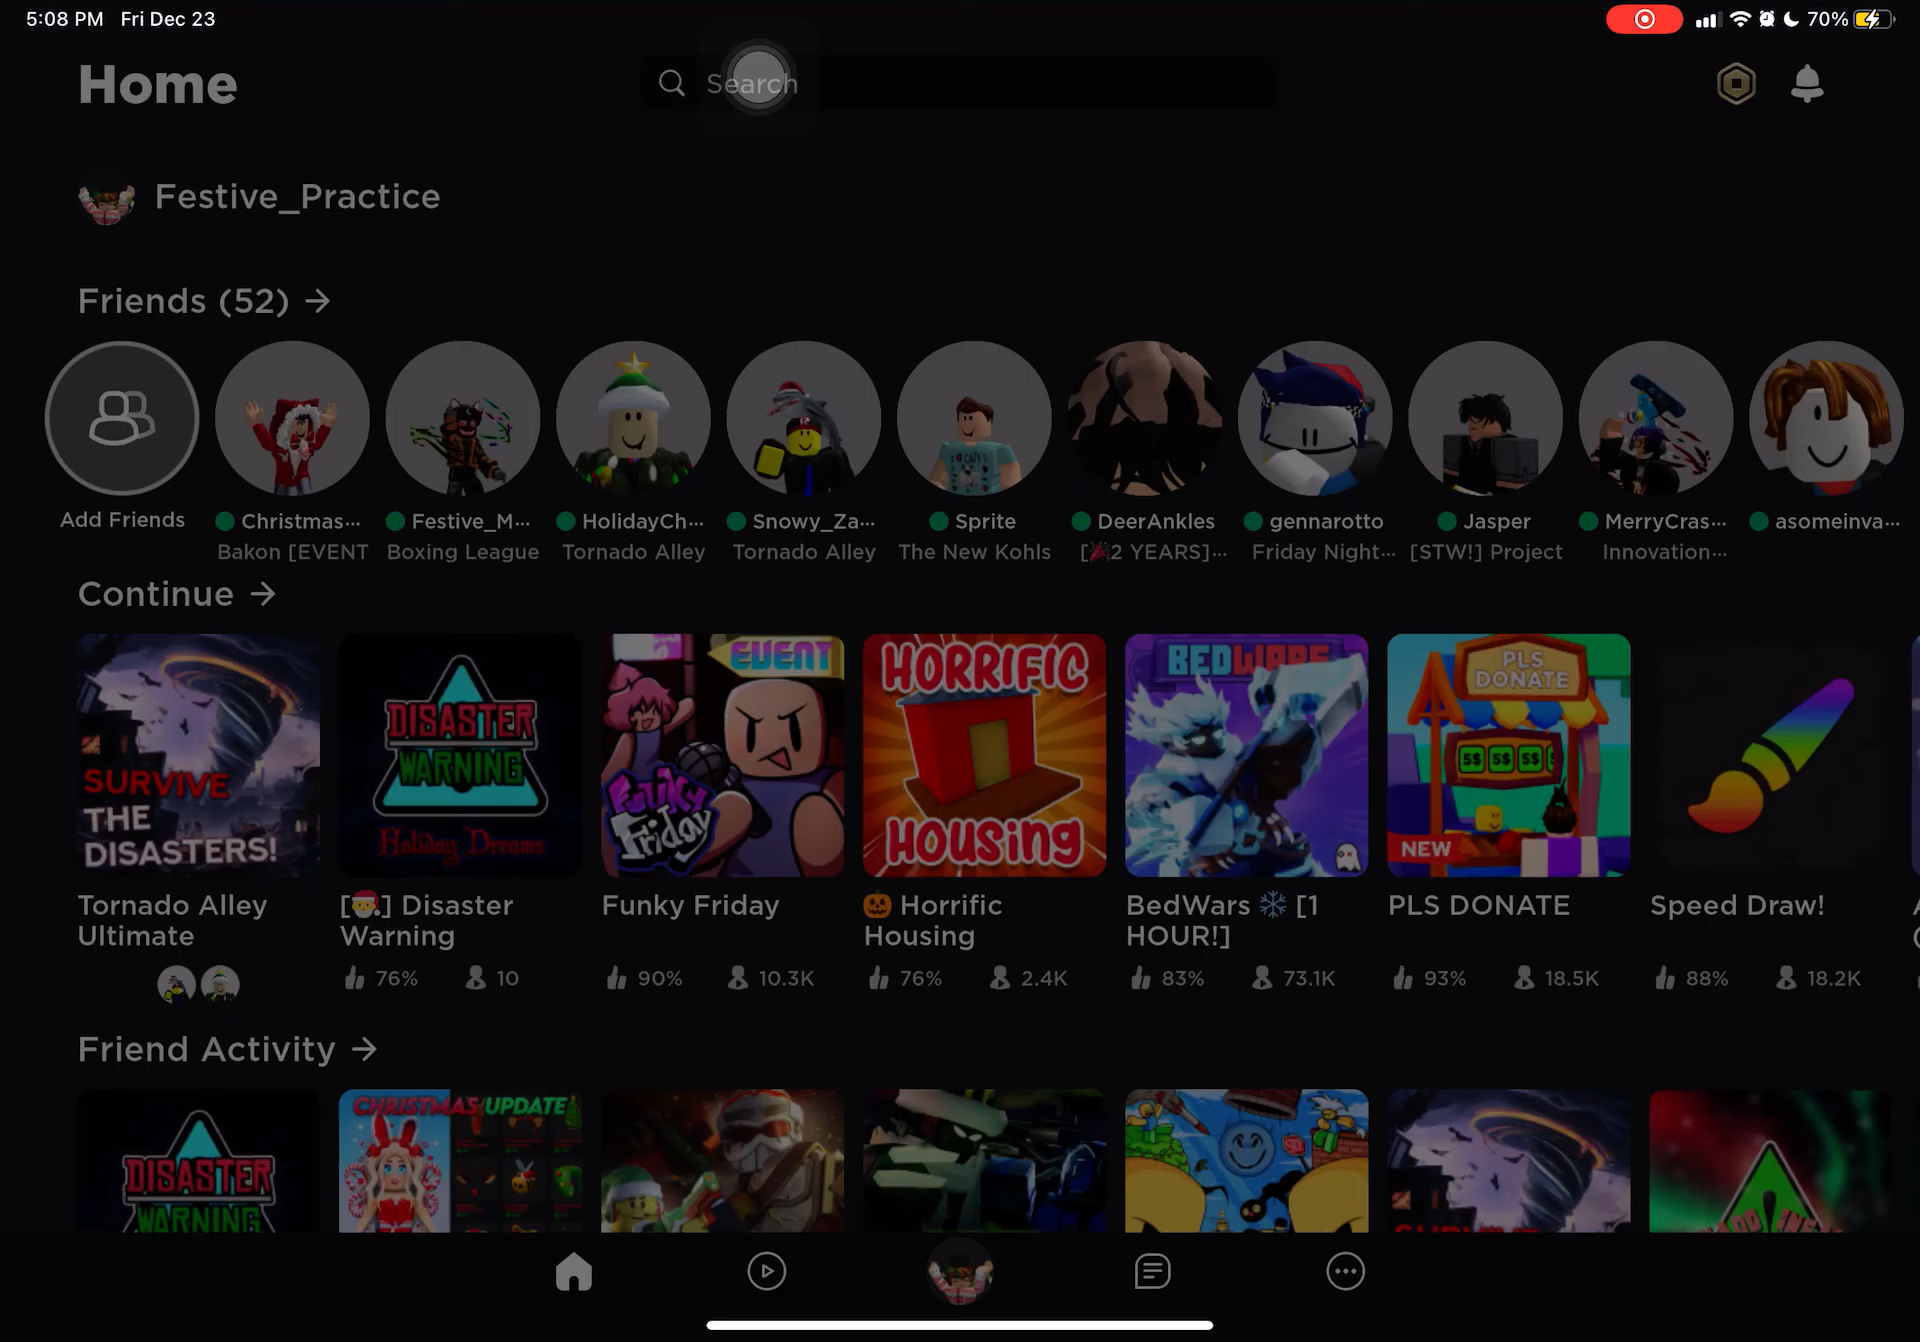 5:08 PM Fri Dec 23
70%
Home
Search
Festive_Practice
Friends (52) →
Add Friends
Christmas...
Festive_M...
HolidayCh...
Snowy_Za...
Sprite
DeerAnkles
gennarotto
Jasper
MerryCras...
asomeinva...
Bakon [EVENT
Boxing League
Tornado Alley
Tornado Alley
The New Kohls
[🎉2 YEARS]...
Friday Night...
[STW!] Project
Innovation...
Continue →
SURVIVE
THE
DISASTERS!
DISASTER
WARNING
Holiday Dreams
EVENT
Funky
Friday
HORRIFIC
HOUSING
BEDWARS
PLS
DONATE
5$ 5$ 5$
NEW
Tornado Alley
Ultimate
[🎅] Disaster
Warning
Funky Friday
🎃 Horrific
Housing
BedWars ❄️ [1
HOUR!]
PLS DONATE
Speed Draw!
76% 10
90% 10.3K
76% 2.4K
83% 73.1K
93% 18.5K
88% 18.2K
Friend Activity →
DISASTER
WARNING
CHRISTMAS UPDATE